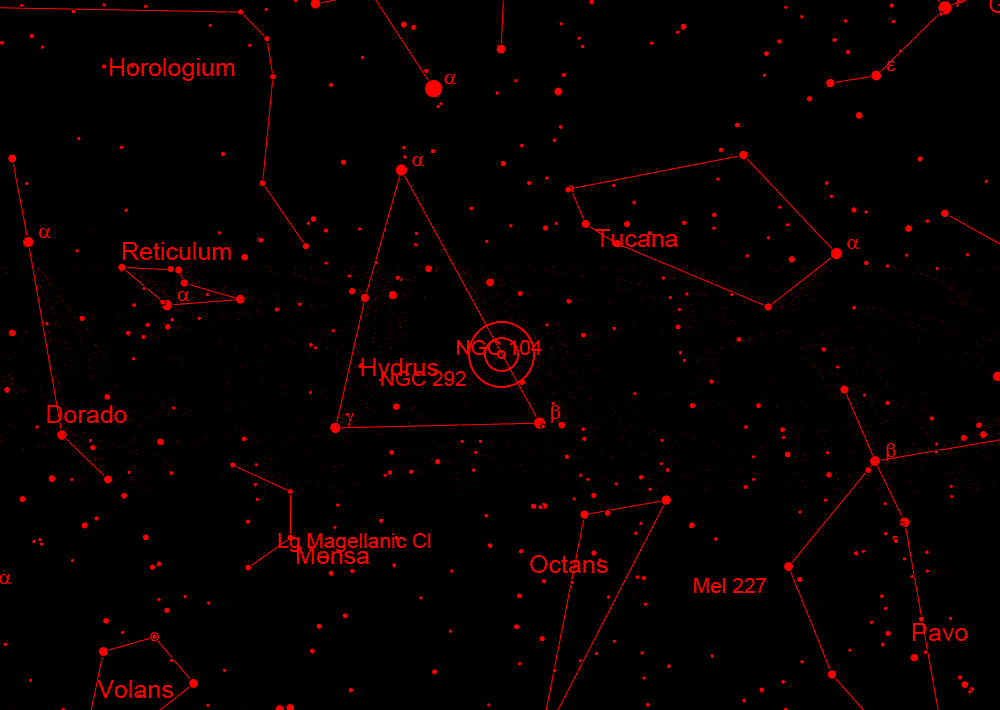 α
ε
Horologium
α
α
Reticulum
α
Tucana
α
NGC 104
Hydrus
NGC 292
Dorado
γ
β
β
Lg Magellanic Cl
Mensa
Octans
Mel 227
α
Pavo
Volans